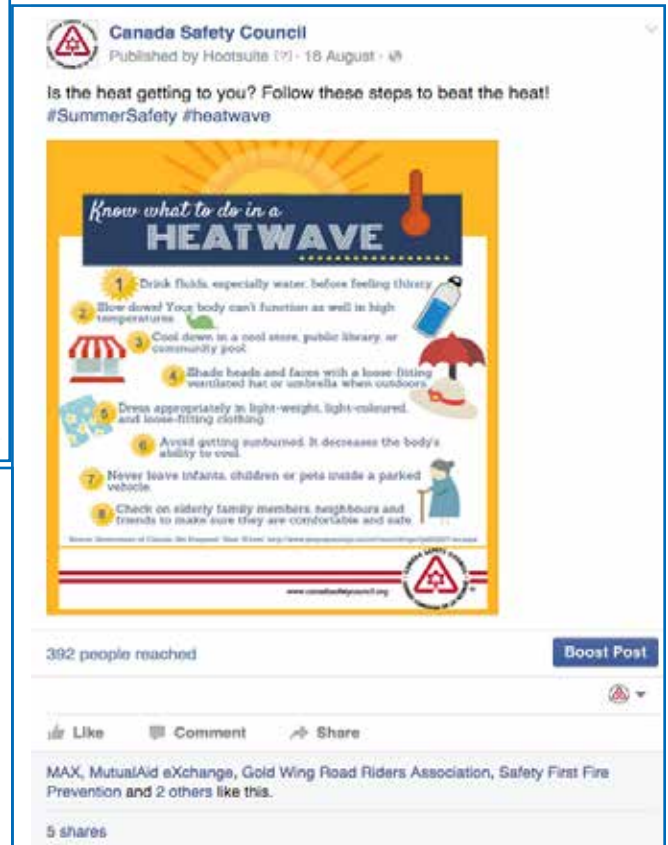 Canada Safety Council
Published by Hootsuite [?] · 18 August ·
Is the heat getting to you? Follow these steps to beat the heat!
#SummerSafety #heatwave
Know what to do in a
HEATWAVE
1 Drink fluids, especially water, before feeling thirsty
2 Slow down! Your body can't function as well in high
temperatures
3 Cool down in a cool store, public library, or
community pool
4 Shade heads and faces with a loose-fitting
ventilated hat or umbrella when outdoors
5 Dress appropriately in light-weight, light-coloured,
and loose-fitting clothing
6 Avoid getting sunburned. It decreases the body's
ability to cool
7 Never leave infants, children or pets inside a parked
vehicle
8 Check on elderly family members, neighbours and
friends to make sure they are comfortable and safe
CANADA SAFETY COUNCIL
www.canadasafetycouncil.org
392 people reached
Boost Post
Like Comment Share
MAX, MutualAid eXchange, Gold Wing Road Riders Association, Safety First Fire
Prevention and 2 others like this.
5 shares